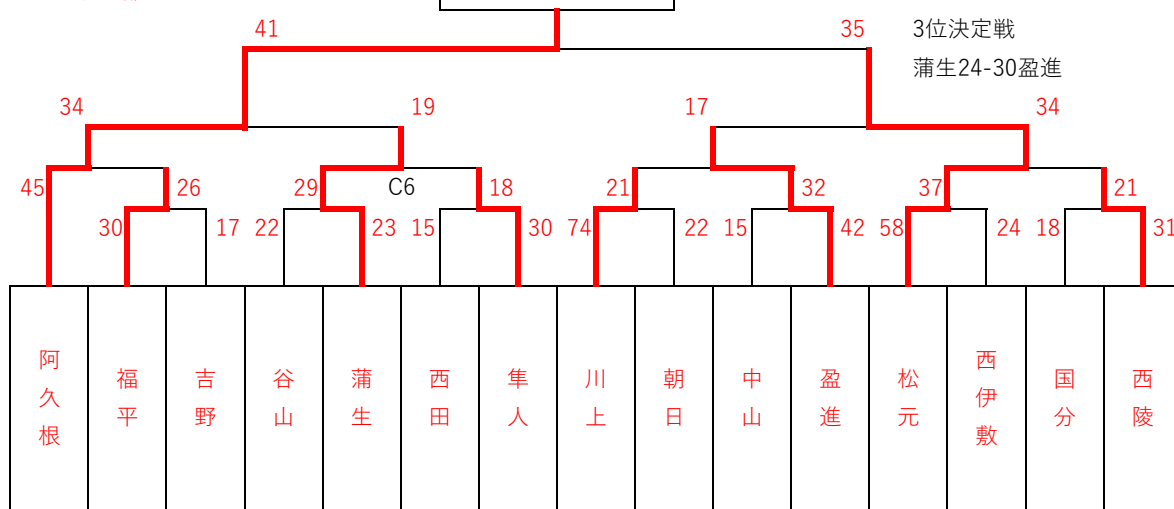 41
35
3位決定戦
蒲生24-30盈進
34
19
17
34
45
26
29
C6
18
21
32
37
21
30
17
22
23
15
30
74
22
15
42
58
24
18
31
阿久根
福平
吉野
谷山
蒲生
西田
隼人
川上
朝日
中山
盈進
松元
西伊敷
国分
西陵